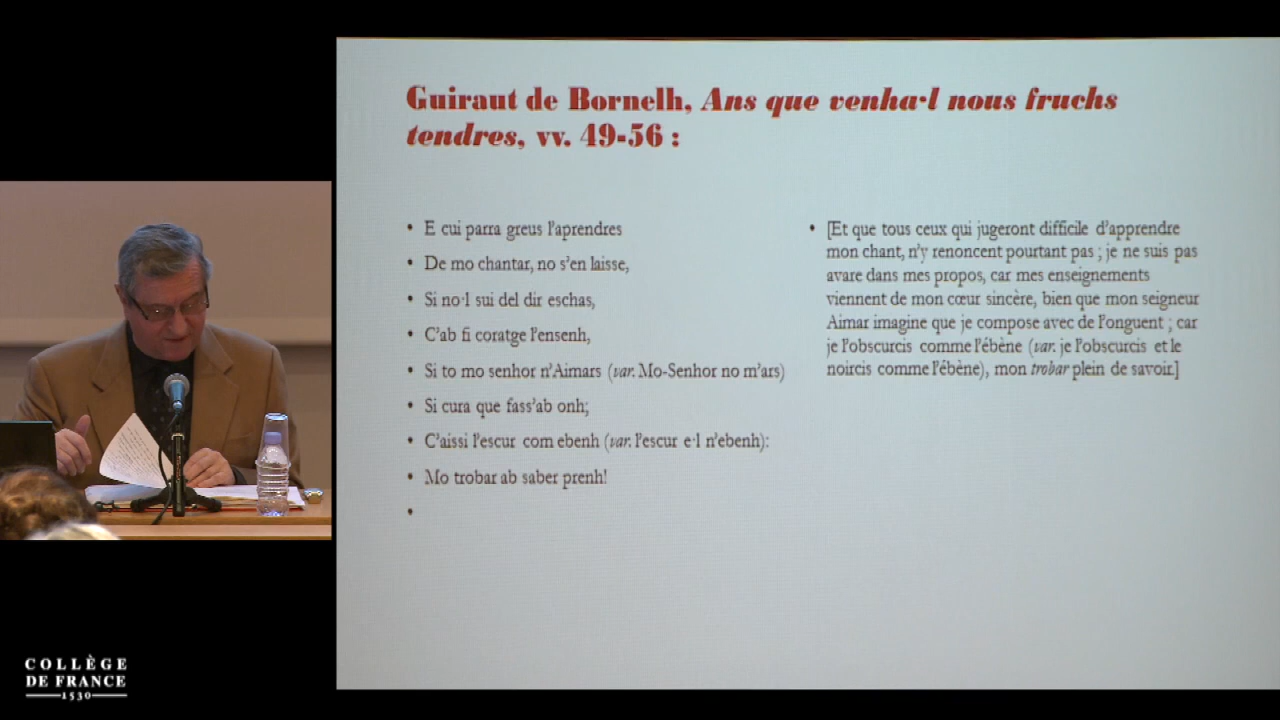 Guiraut de Bornelh, Ans que venha·l nous fruchs
tendres, vv. 49-56 :
• E cui parra greus l'aprendres
• De mo chantar, no s'en laisse,
• Si no·l sui del dir eschas,
• C'ab fi coratge l'ensenh,
• Si to mo senhor n'Aimars (var. Mo-Senhor no m'ars)
• Si cura que fass'ab onh;
• C'aissi l'escur com ebenh (var. l'escur e·l n'ebenh):
• Mo trobar ab saber prenh!
•
• [Et que tous ceux qui jugeront difficile d'apprendre
mon chant, n'y renoncent pourtant pas ; je ne suis pas
avare dans mes propos, car mes enseignements
viennent de mon cœur sincère, bien que mon seigneur
Aimar imagine que je compose avec de l'onguent ; car
je l'obscurcis comme l'ébène (var. je l'obscurcis et le
noircis comme l'ébène), mon trobar plein de savoir.]
COLLÈGE
DE FRANCE
1530